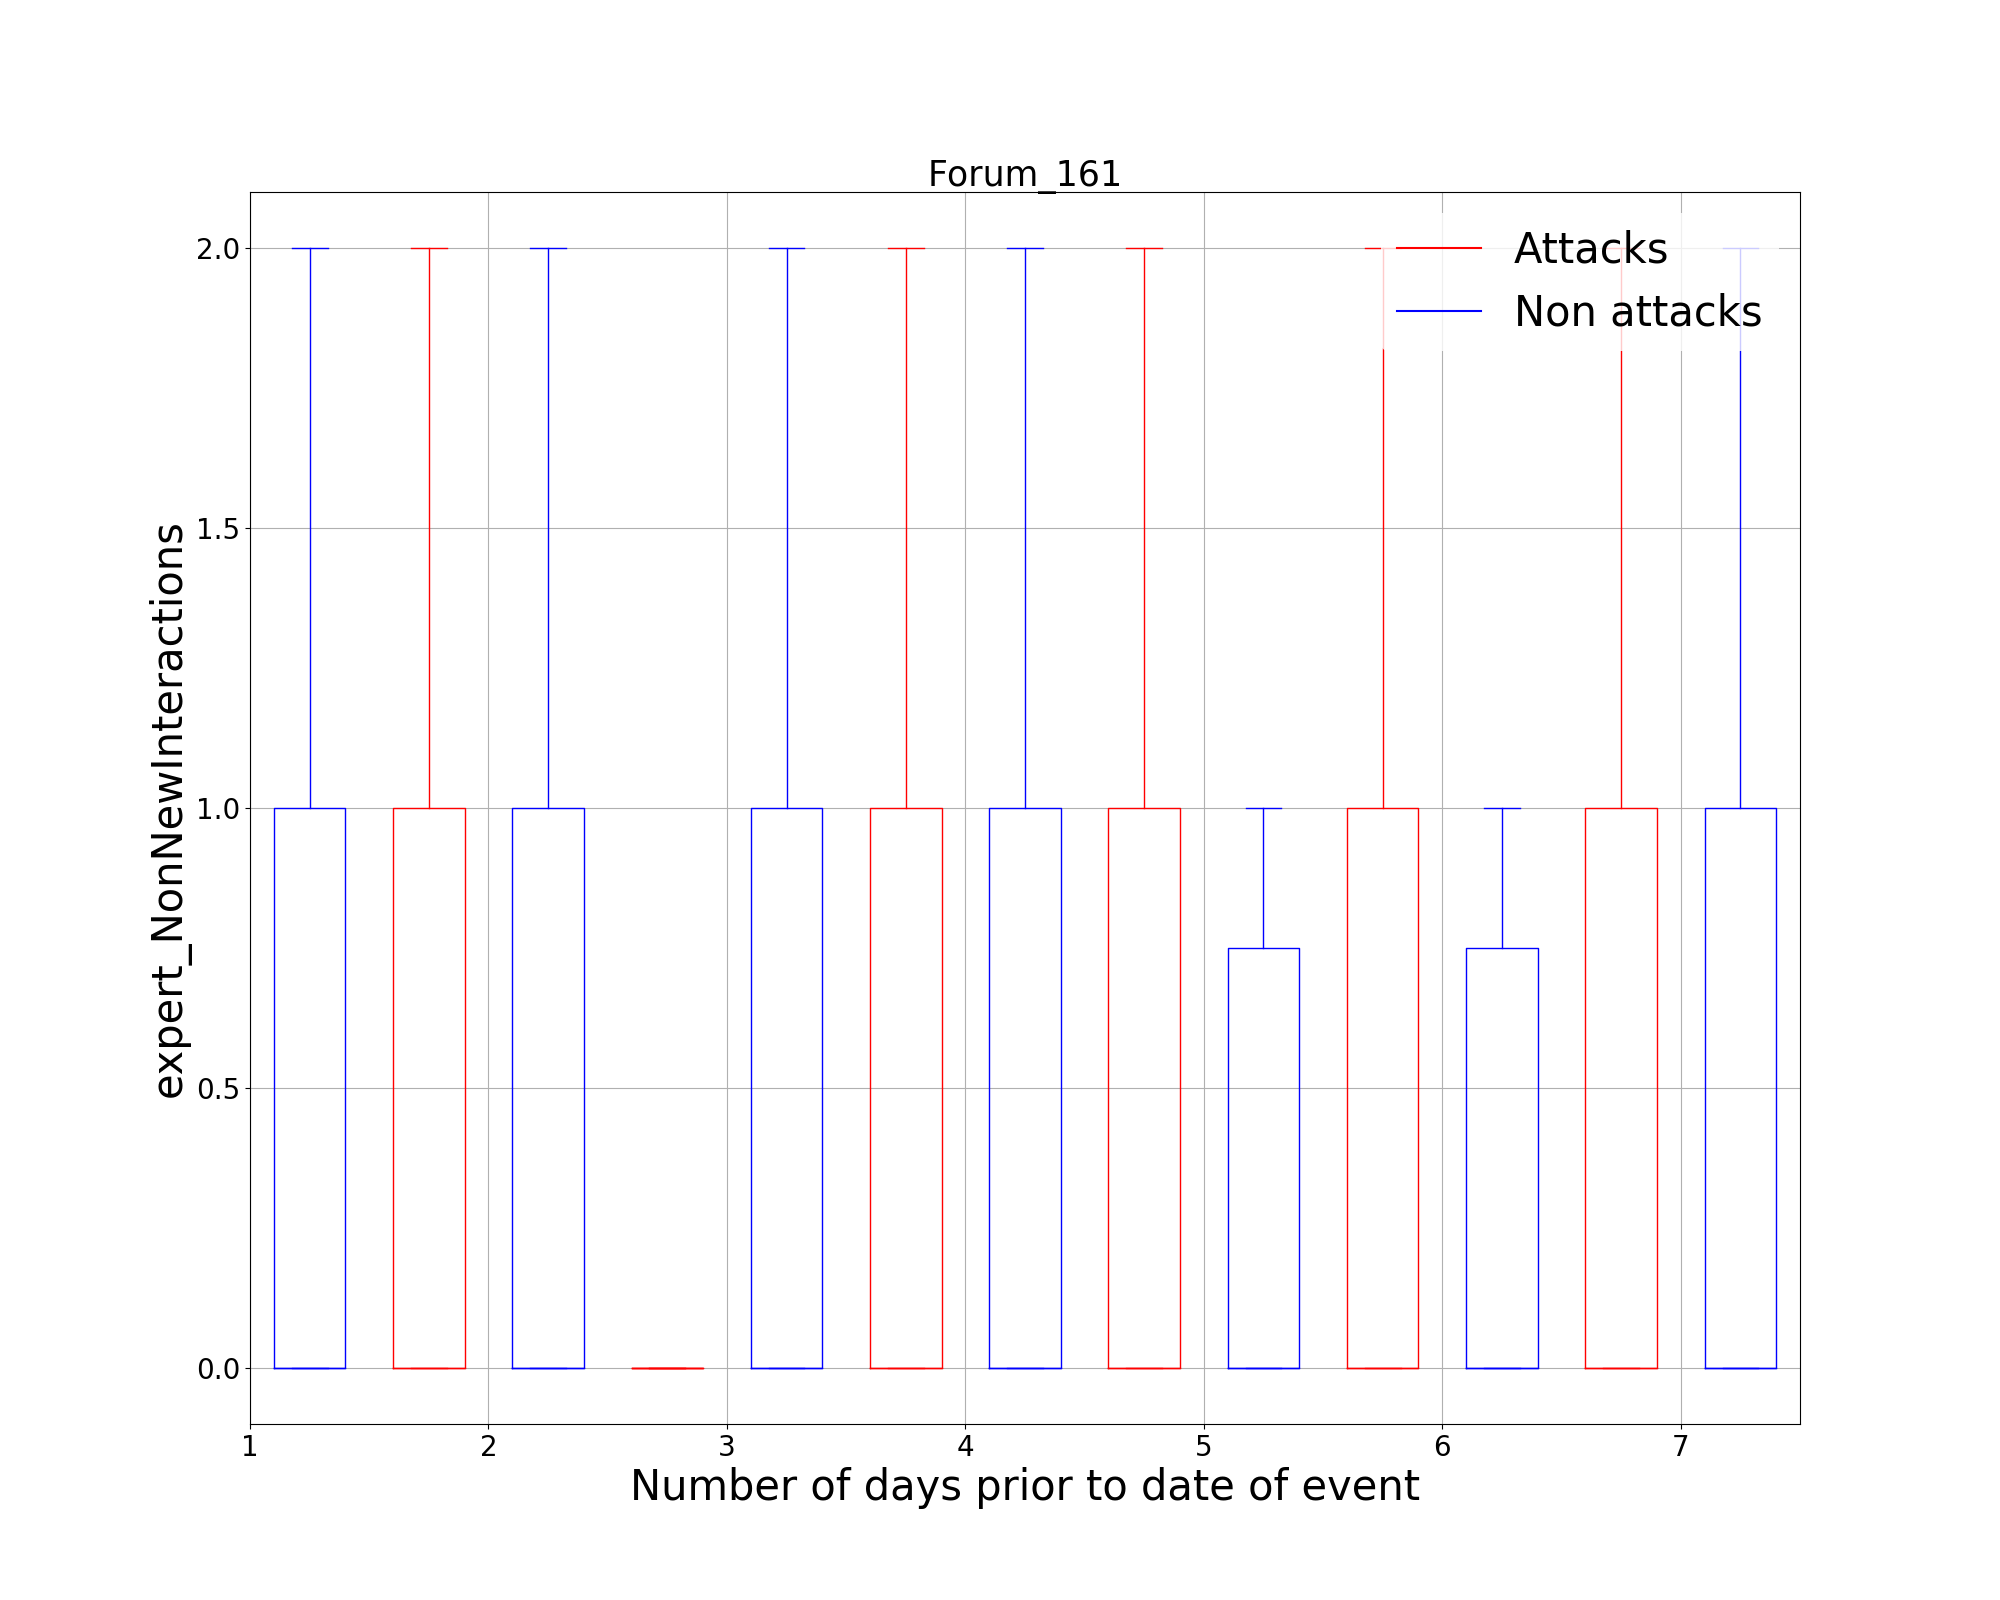 Forum_161
Attacks
Non attacks
2.0
1.5
1.0
0.5
0.0
expert_NonNewInteractions
1 2 3 4 5 6 7
Number of days prior to date of event